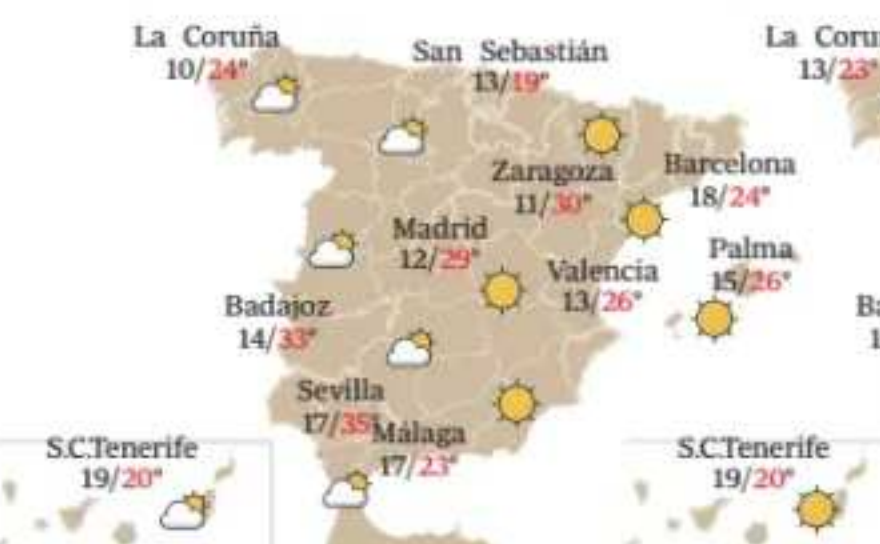 La Coruña
10/24°
San Sebastián
13/19°
La Coru
13/23°
Zaragoza
11/30°
Barcelona
18/24°
Madrid
12/29°
Valencia
13/26°
Palma
15/26°
Badajoz
14/33°
Ba
1
Sevilla
17/35°
Málaga
17/23°
S.C.Tenerife
19/20°
S.C.Tenerife
19/20°